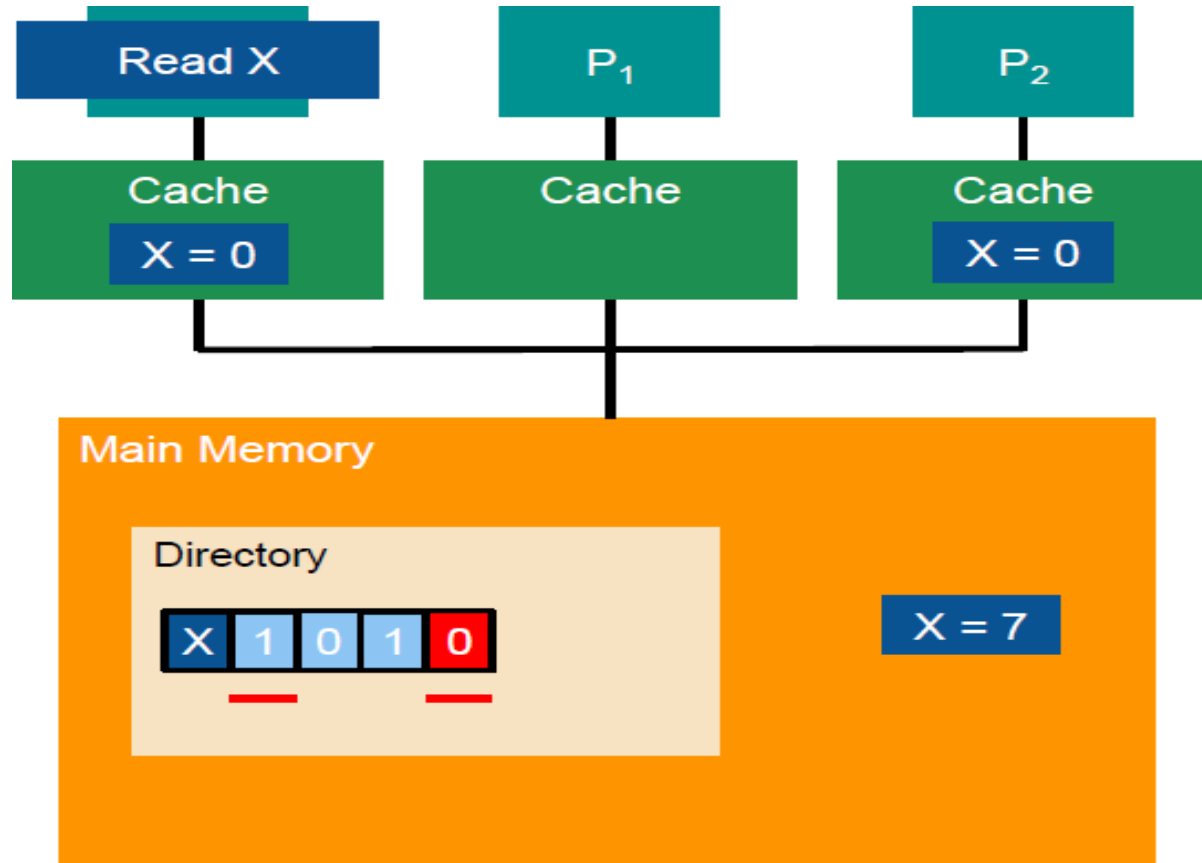 Read X
P₁
P₂
Cache
Cache
Cache
X = 0
X = 0
Main Memory
Directory
X 1 0 1 0
X = 7